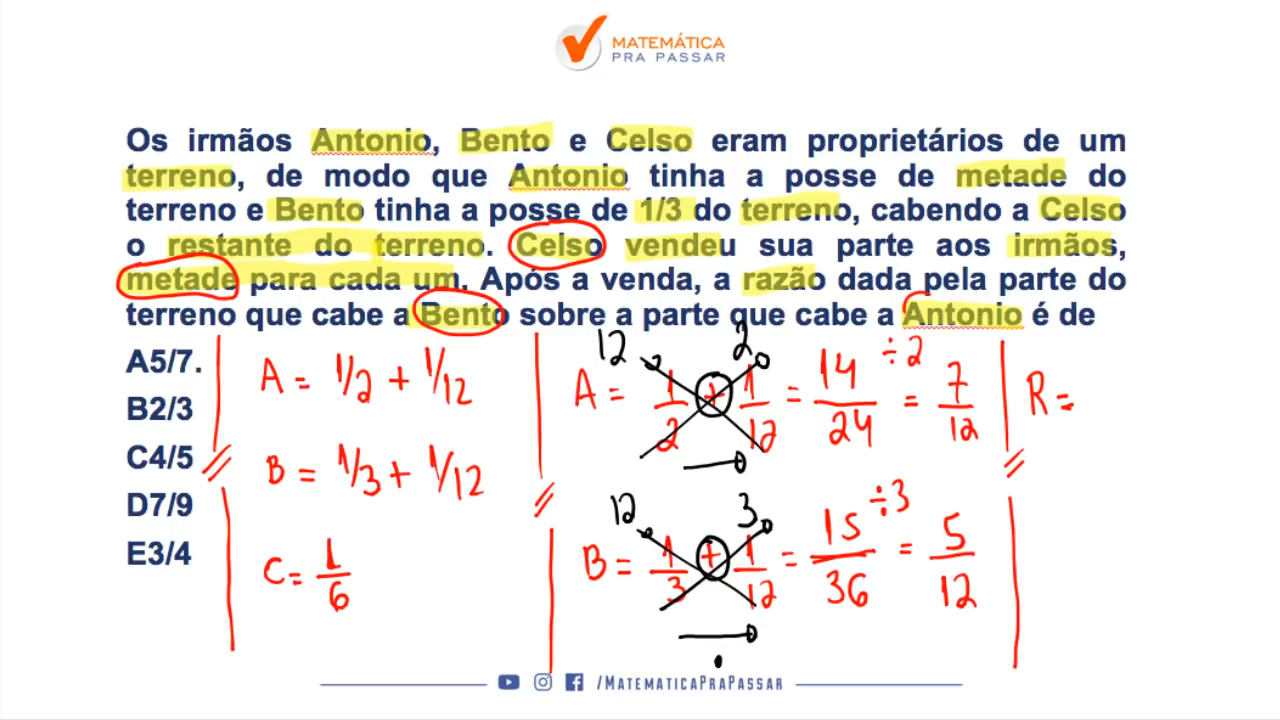 MATEMÁTICA
PRA PASSAR
Os irmãos Antonio, Bento e Celso eram proprietários de um
terreno, de modo que Antonio tinha a posse de metade do
terreno e Bento tinha a posse de 1/3 do terreno, cabendo a Celso
o restante do terreno. Celso vendeu sua parte aos irmãos,
metade para cada um. Após a venda, a razão dada pela parte do
terreno que cabe a Bento sobre a parte que cabe a Antonio é de
A5/7.
B2/3
C4/5
D7/9
E3/4
A = 1/2 + 1/12
B = 1/3 + 1/12
C = 1/6
12 2
A = 1/2 + 1/12 = 14/24 ÷2 = 7/12
12 3
B = 1/3 + 1/12 = 15/36 ÷3 = 5/12
R =
/MATEMATICAPRAPASSAR